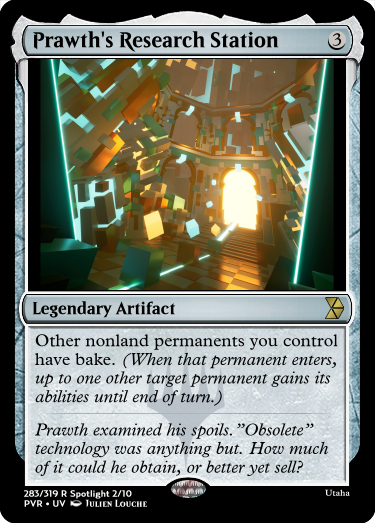 Prawth's Research Station 3
Legendary Artifact
Other nonland permanents you control
have bake. (When that permanent enters,
up to one other target permanent gains its
abilities until end of turn.)
Prawth examined his spoils."Obsolete"
technology was anything but. How much
of it could he obtain, or better yet sell?
283/319 R Spotlight 2/10
Utaha
PVR • UV Julien Louche